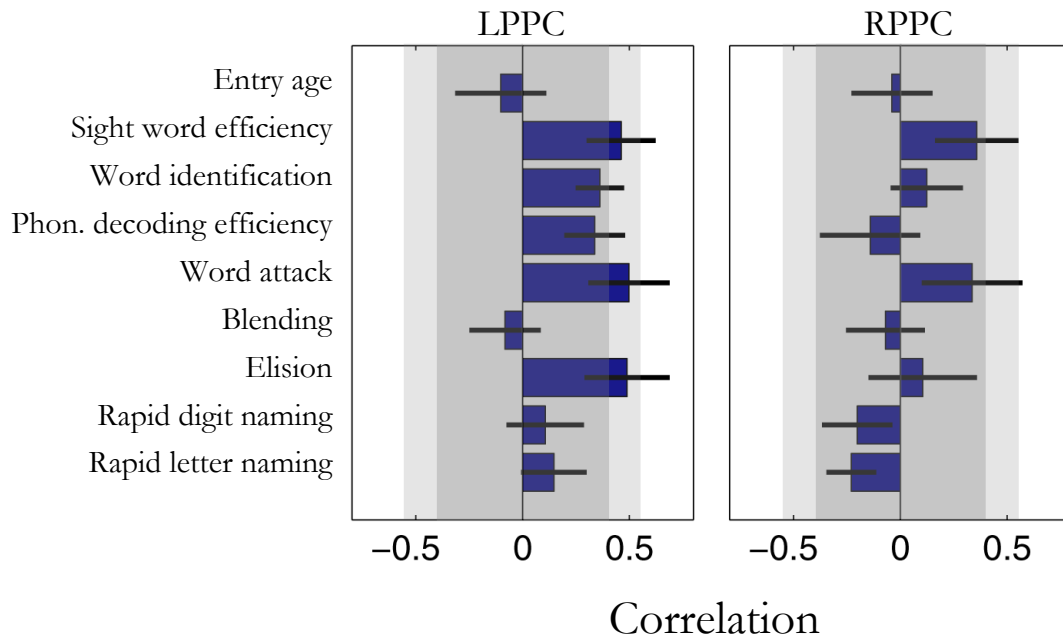 LPPC RPPC
Entry age
Sight word efficiency
Word identification
Phon. decoding efficiency
Word attack
Blending
Elision
Rapid digit naming
Rapid letter naming
−0.5 0 0.5 −0.5 0 0.5
Correlation